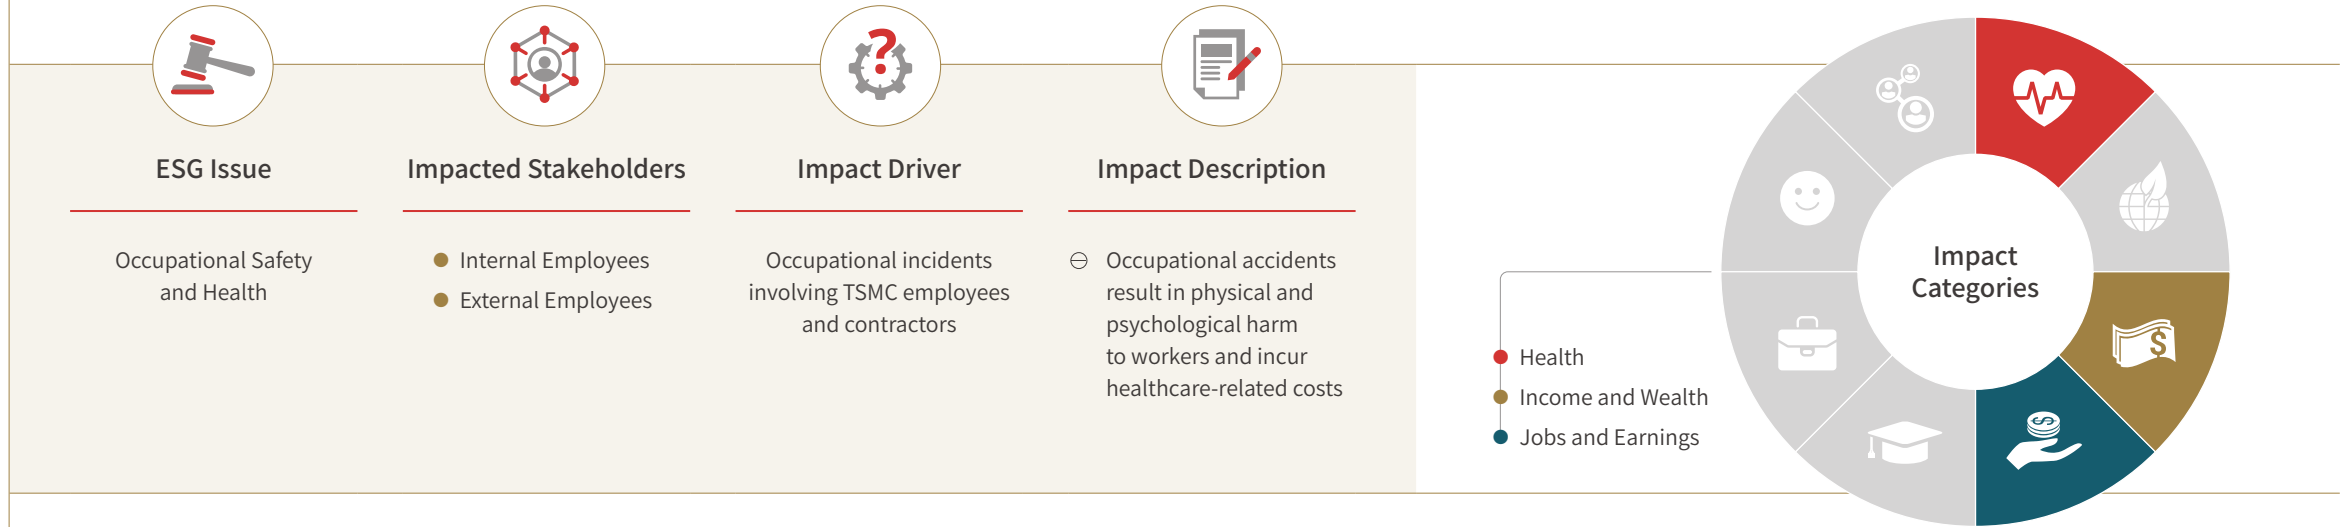 ESG Issue
Occupational Safety
and Health
Impacted Stakeholders
Internal Employees
External Employees
Impact Driver
Occupational incidents
involving TSMC employees
and contractors
Impact Description
Occupational accidents
result in physical and
psychological harm
to workers and incur
healthcare-related costs
Health
Income and Wealth
Jobs and Earnings
Impact
Categories